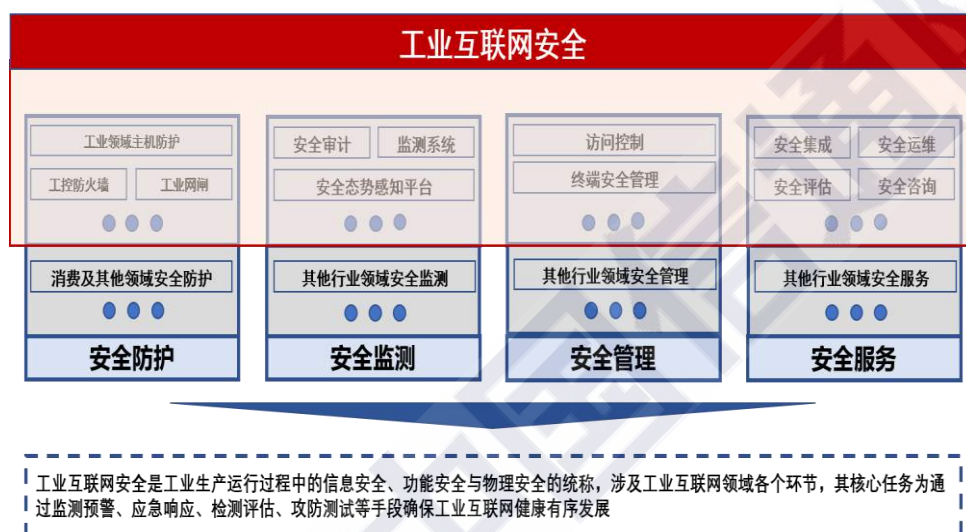 工业互联网安全
工业领域主机防护
工控防火墙 工业网闸
安全审计 监测系统
安全态势感知平台
访问控制
终端安全管理
安全集成 安全运维
安全评估 安全咨询
消费及其他领域安全防护
其他行业领域安全监测
其他行业领域安全管理
其他行业领域安全服务
安全防护
安全监测
安全管理
安全服务
工业互联网安全是工业生产运行过程中的信息安全、功能安全与物理安全的统称，涉及工业互联网领域各个环节，其核心任务为通
过监测预警、应急响应、检测评估、攻防测试等手段确保工业互联网健康有序发展
中国信通